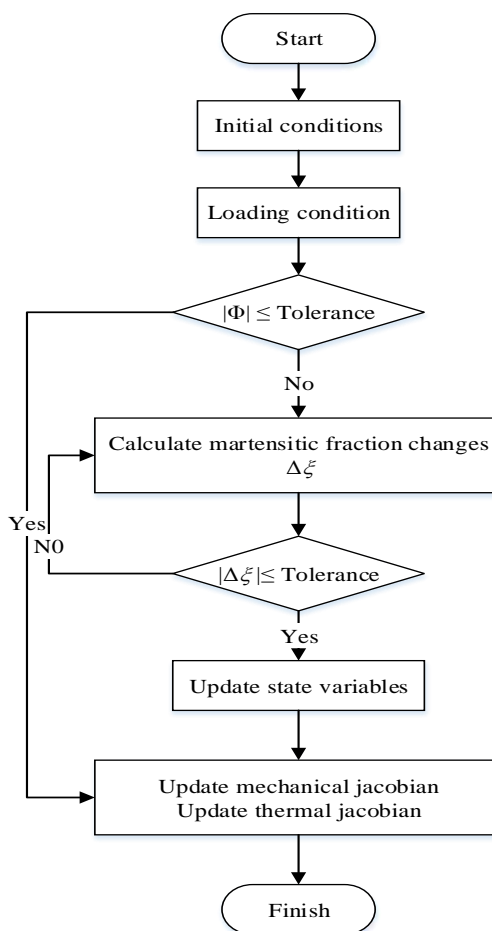 Start
Initial conditions
Loading condition
|Φ| ≤ Tolerance
No
Calculate martensitic fraction changes
Δξ
Yes
N0
|Δξ|≤ Tolerance
Yes
Update state variables
Update mechanical jacobian
Update thermal jacobian
Finish